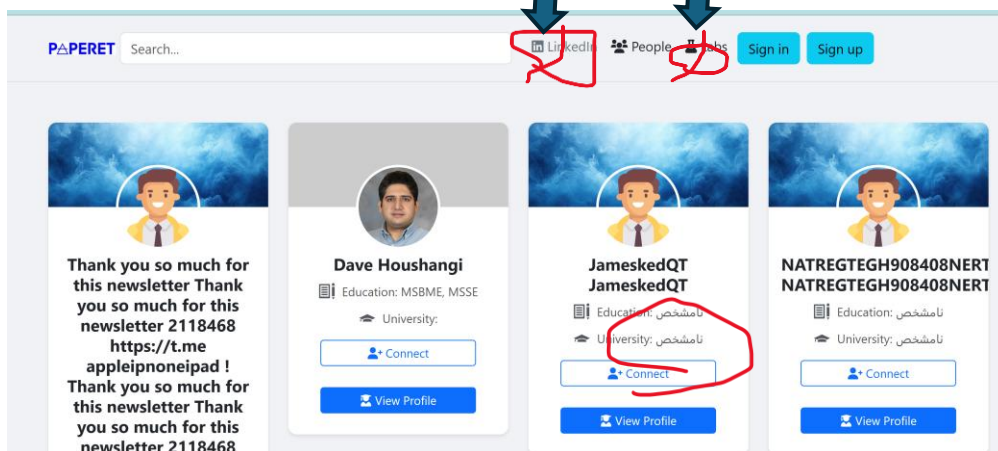 PAPERET Search... LinkedIn People Labs Sign in Sign up
Thank you so much for
this newsletter Thank
you so much for this
newsletter 2118468
https://t.me
appleipnoneipad !
Thank you so much for
this newsletter Thank
you so much for this
newsletter 2118468
Dave Houshangi
Education: MSBME, MSSE
University:
Connect
View Profile
JameskedQT
JameskedQT
Education: نامشخص
University: نامشخص
Connect
View Profile
NATREGTEGH908408NERT
NATREGTEGH908408NERT
Education: نامشخص
University: نامشخص
Connect
View Profile